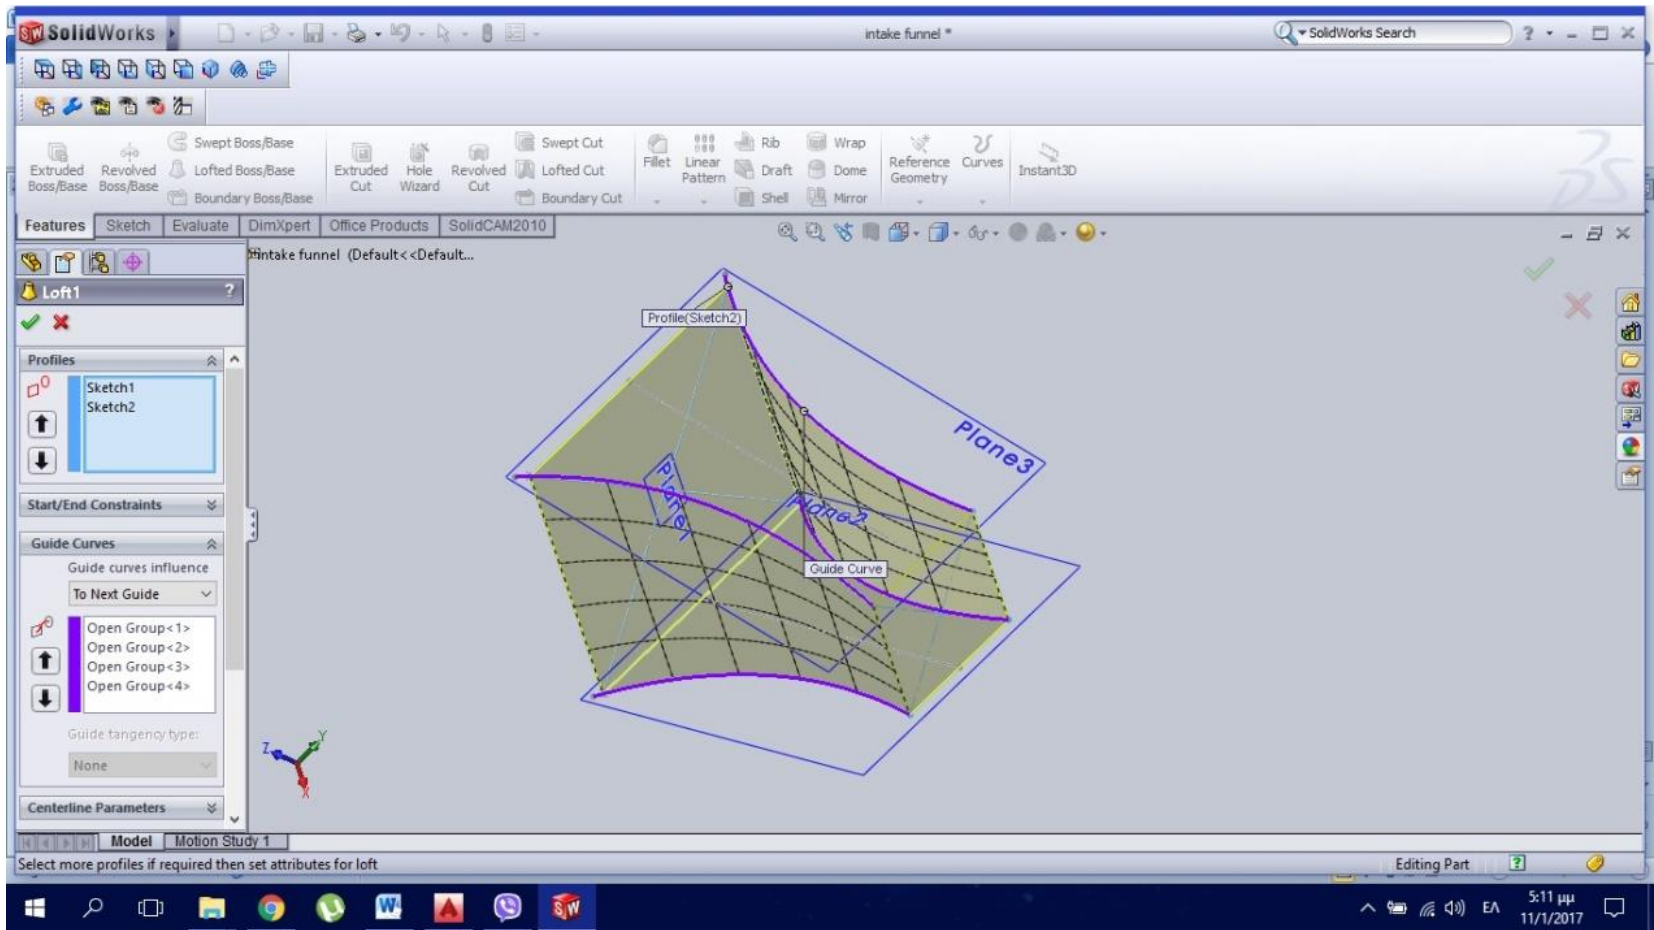 SolidWorks
intake funnel *
SolidWorks Search
?
Extruded Boss/Base
Revolved Boss/Base
Swept Boss/Base
Lofted Boss/Base
Boundary Boss/Base
Extruded Cut
Hole Wizard
Revolved Cut
Swept Cut
Lofted Cut
Boundary Cut
Fillet
Linear Pattern
Rib
Draft
Shell
Wrap
Dome
Mirror
Reference Geometry
Curves
Instant3D
Features
Sketch
Evaluate
DimXpert
Office Products
SolidCAM2010
intake funnel (Default<<Default...
Loft1
?
Profiles
Sketch1
Sketch2
Start/End Constraints
Guide Curves
Guide curves influence
To Next Guide
Open Group<1>
Open Group<2>
Open Group<3>
Open Group<4>
Guide tangency type:
None
Centerline Parameters
Profile(Sketch2)
Plane3
Plane1
Plane2
Guide Curve
Z
Y
X
Model
Motion Study 1
Select more profiles if required then set attributes for loft
Editing Part
?
ΕΛ
5:11 μμ
11/1/2017